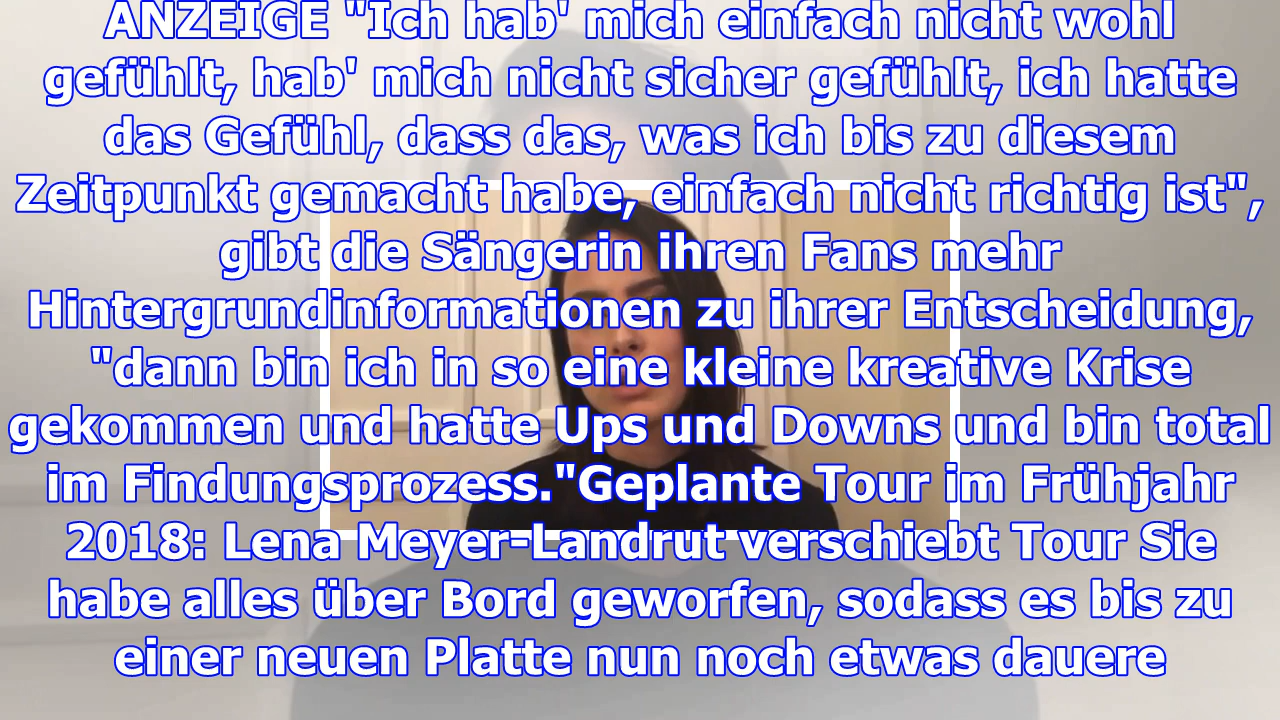 ANZEIGE "Ich hab' mich einfach nicht wohl
gefühlt, hab' mich nicht sicher gefühlt, ich hatte
das Gefühl, dass das, was ich bis zu diesem
Zeitpunkt gemacht habe, einfach nicht richtig ist",
gibt die Sängerin ihren Fans mehr
Hintergrundinformationen zu ihrer Entscheidung,
"dann bin ich in so eine kleine kreative Krise
gekommen und hatte Ups und Downs und bin total
im Findungsprozess."Geplante Tour im Frühjahr
2018: Lena Meyer-Landrut verschiebt Tour Sie
habe alles über Bord geworfen, sodass es bis zu
einer neuen Platte nun noch etwas dauere